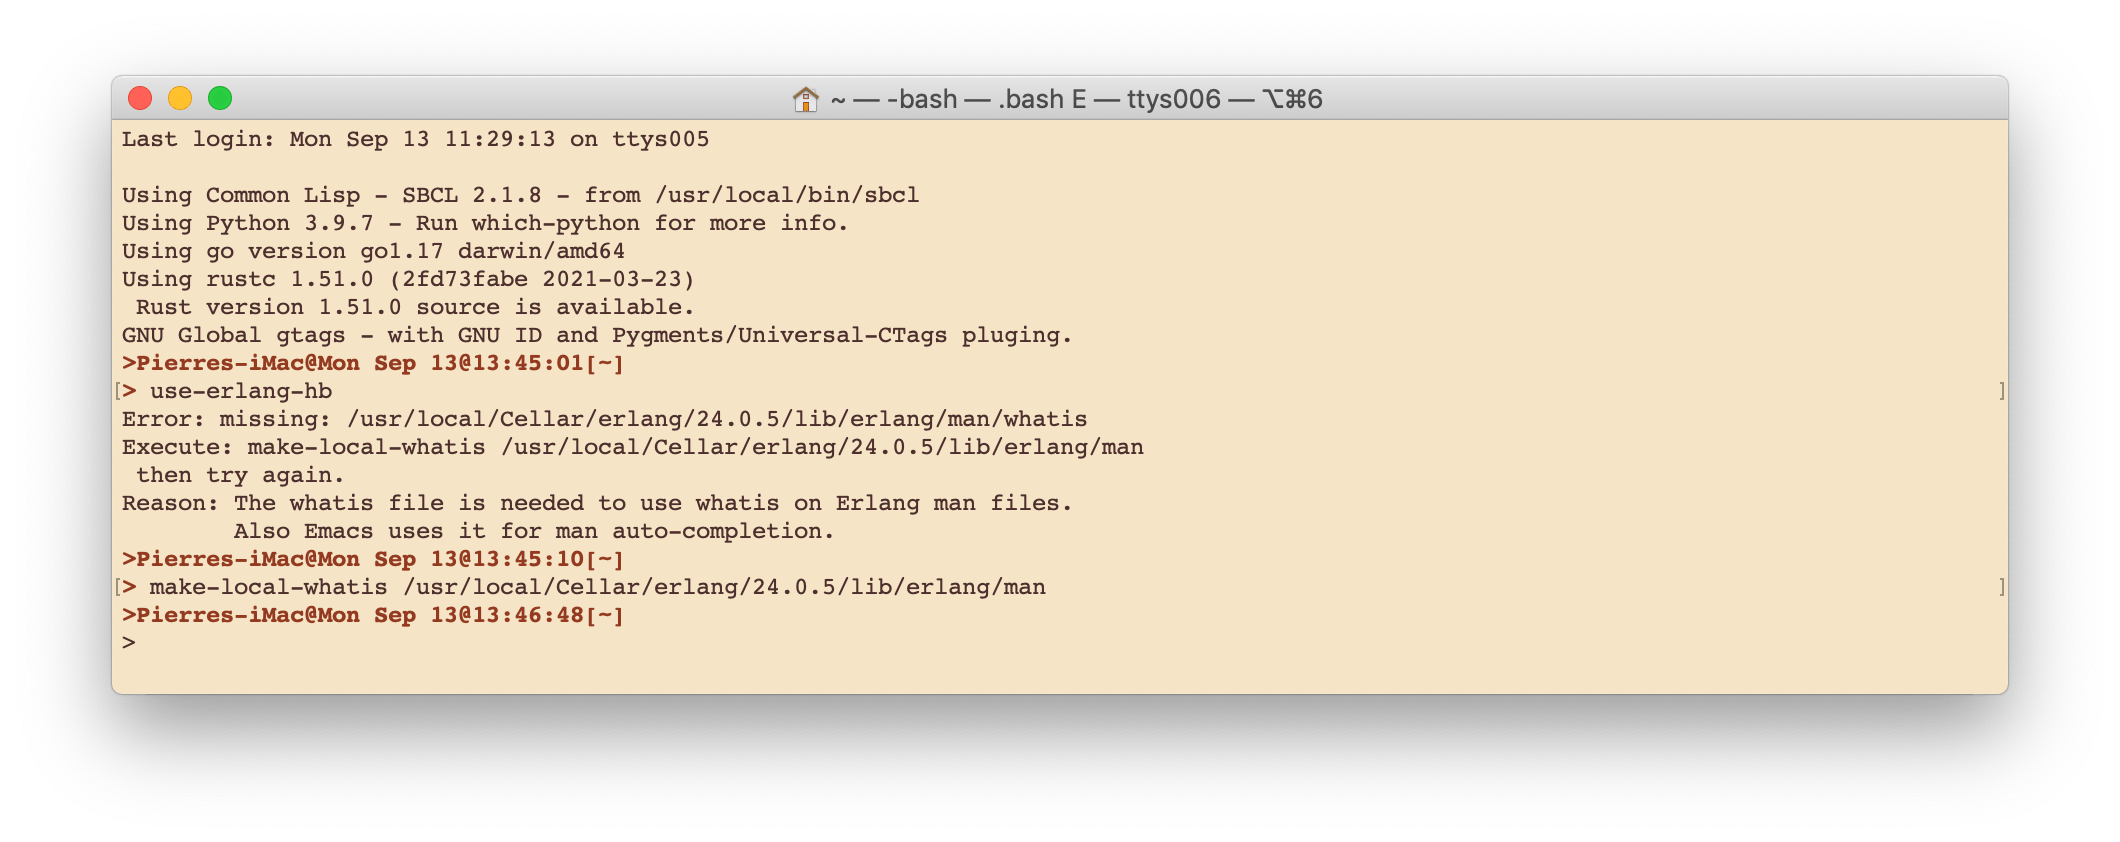 ~ — -bash — .bash E — ttys006 — ⌥⌘6
Last login: Mon Sep 13 11:29:13 on ttys005
Using Common Lisp - SBCL 2.1.8 - from /usr/local/bin/sbcl
Using Python 3.9.7 - Run which-python for more info.
Using go version go1.17 darwin/amd64
Using rustc 1.51.0 (2fd73fabe 2021-03-23)
 Rust version 1.51.0 source is available.
GNU Global gtags - with GNU ID and Pygments/Universal-CTags pluging.
>Pierres-iMac@Mon Sep 13@13:45:01[~]
[> use-erlang-hb ]
Error: missing: /usr/local/Cellar/erlang/24.0.5/lib/erlang/man/whatis
Execute: make-local-whatis /usr/local/Cellar/erlang/24.0.5/lib/erlang/man
 then try again.
Reason: The whatis file is needed to use whatis on Erlang man files.
        Also Emacs uses it for man auto-completion.
>Pierres-iMac@Mon Sep 13@13:45:10[~]
[> make-local-whatis /usr/local/Cellar/erlang/24.0.5/lib/erlang/man ]
>Pierres-iMac@Mon Sep 13@13:46:48[~]
>